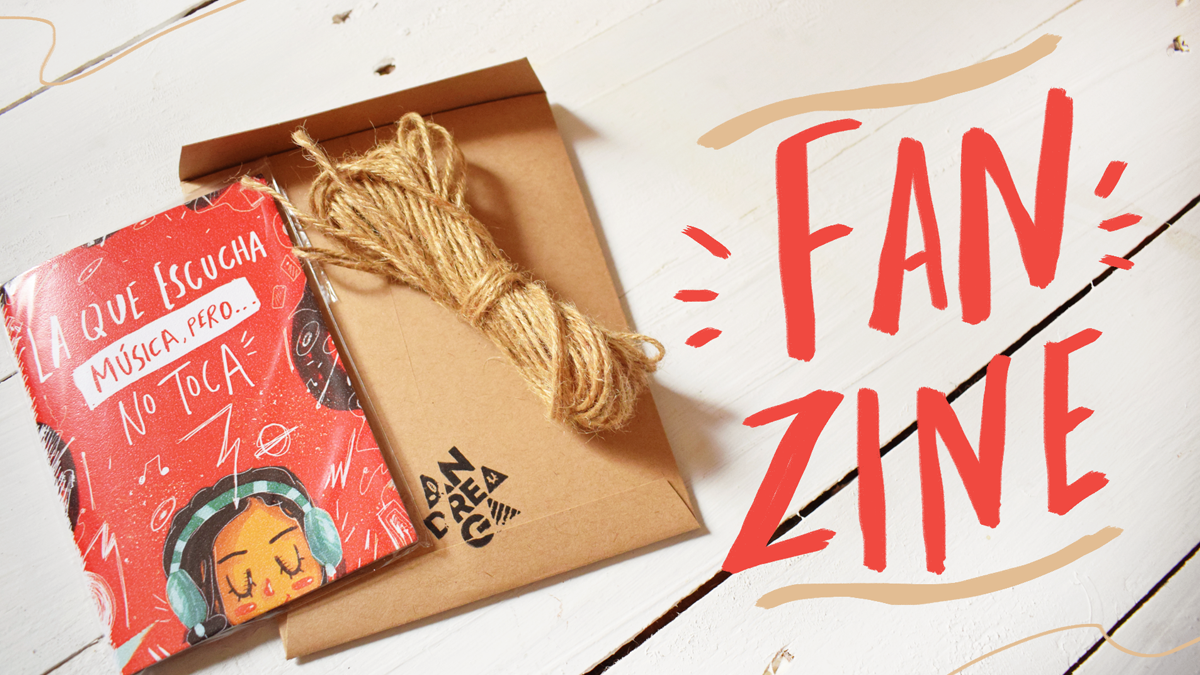 LA QUE ESCUCHA
MÚSICA, PERO...
NO TOCA
FAN
ZINE